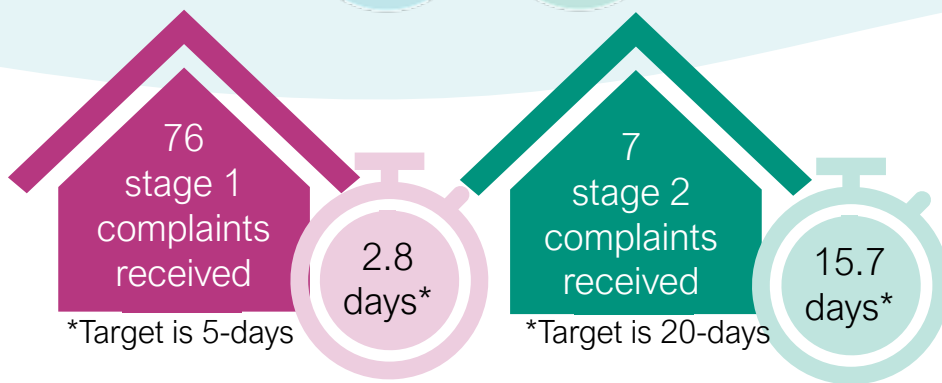 76
stage 1
complaints
received
2.8
days*
*Target is 5-days
7
stage 2
complaints
received
15.7
days*
*Target is 20-days